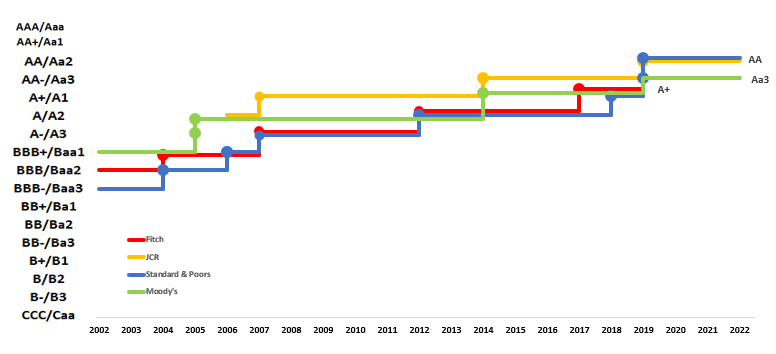 AAA/Aaa
AA+/Aa1
AA/Aa2
AA
AA-/Aa3
Aa3
A+/A1
A+
A/A2
A-/A3
BBB+/Baa1
BBB/Baa2
BBB-/Baa3
BB+/Ba1
BB/Ba2
BB-/Ba3
B+/B1
B/B2
B-/B3
CCC/Caa
Fitch
JCR
Standard & Poors
Moody's
2002 2003 2004 2005 2006 2007 2008 2009 2010 2011 2012 2013 2014 2015 2016 2017 2018 2019 2020 2021 2022